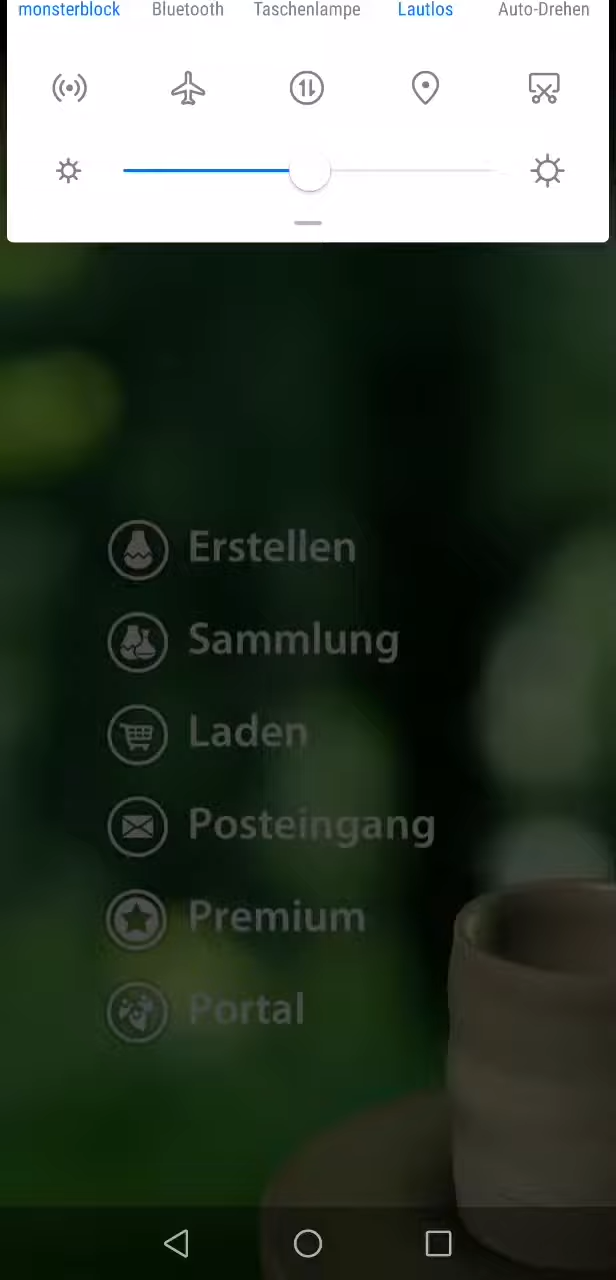 monsterblock Bluetooth Taschenlampe Lautlos Auto-Drehen
Erstellen
Sammlung
Laden
Posteingang
Premium
Portal